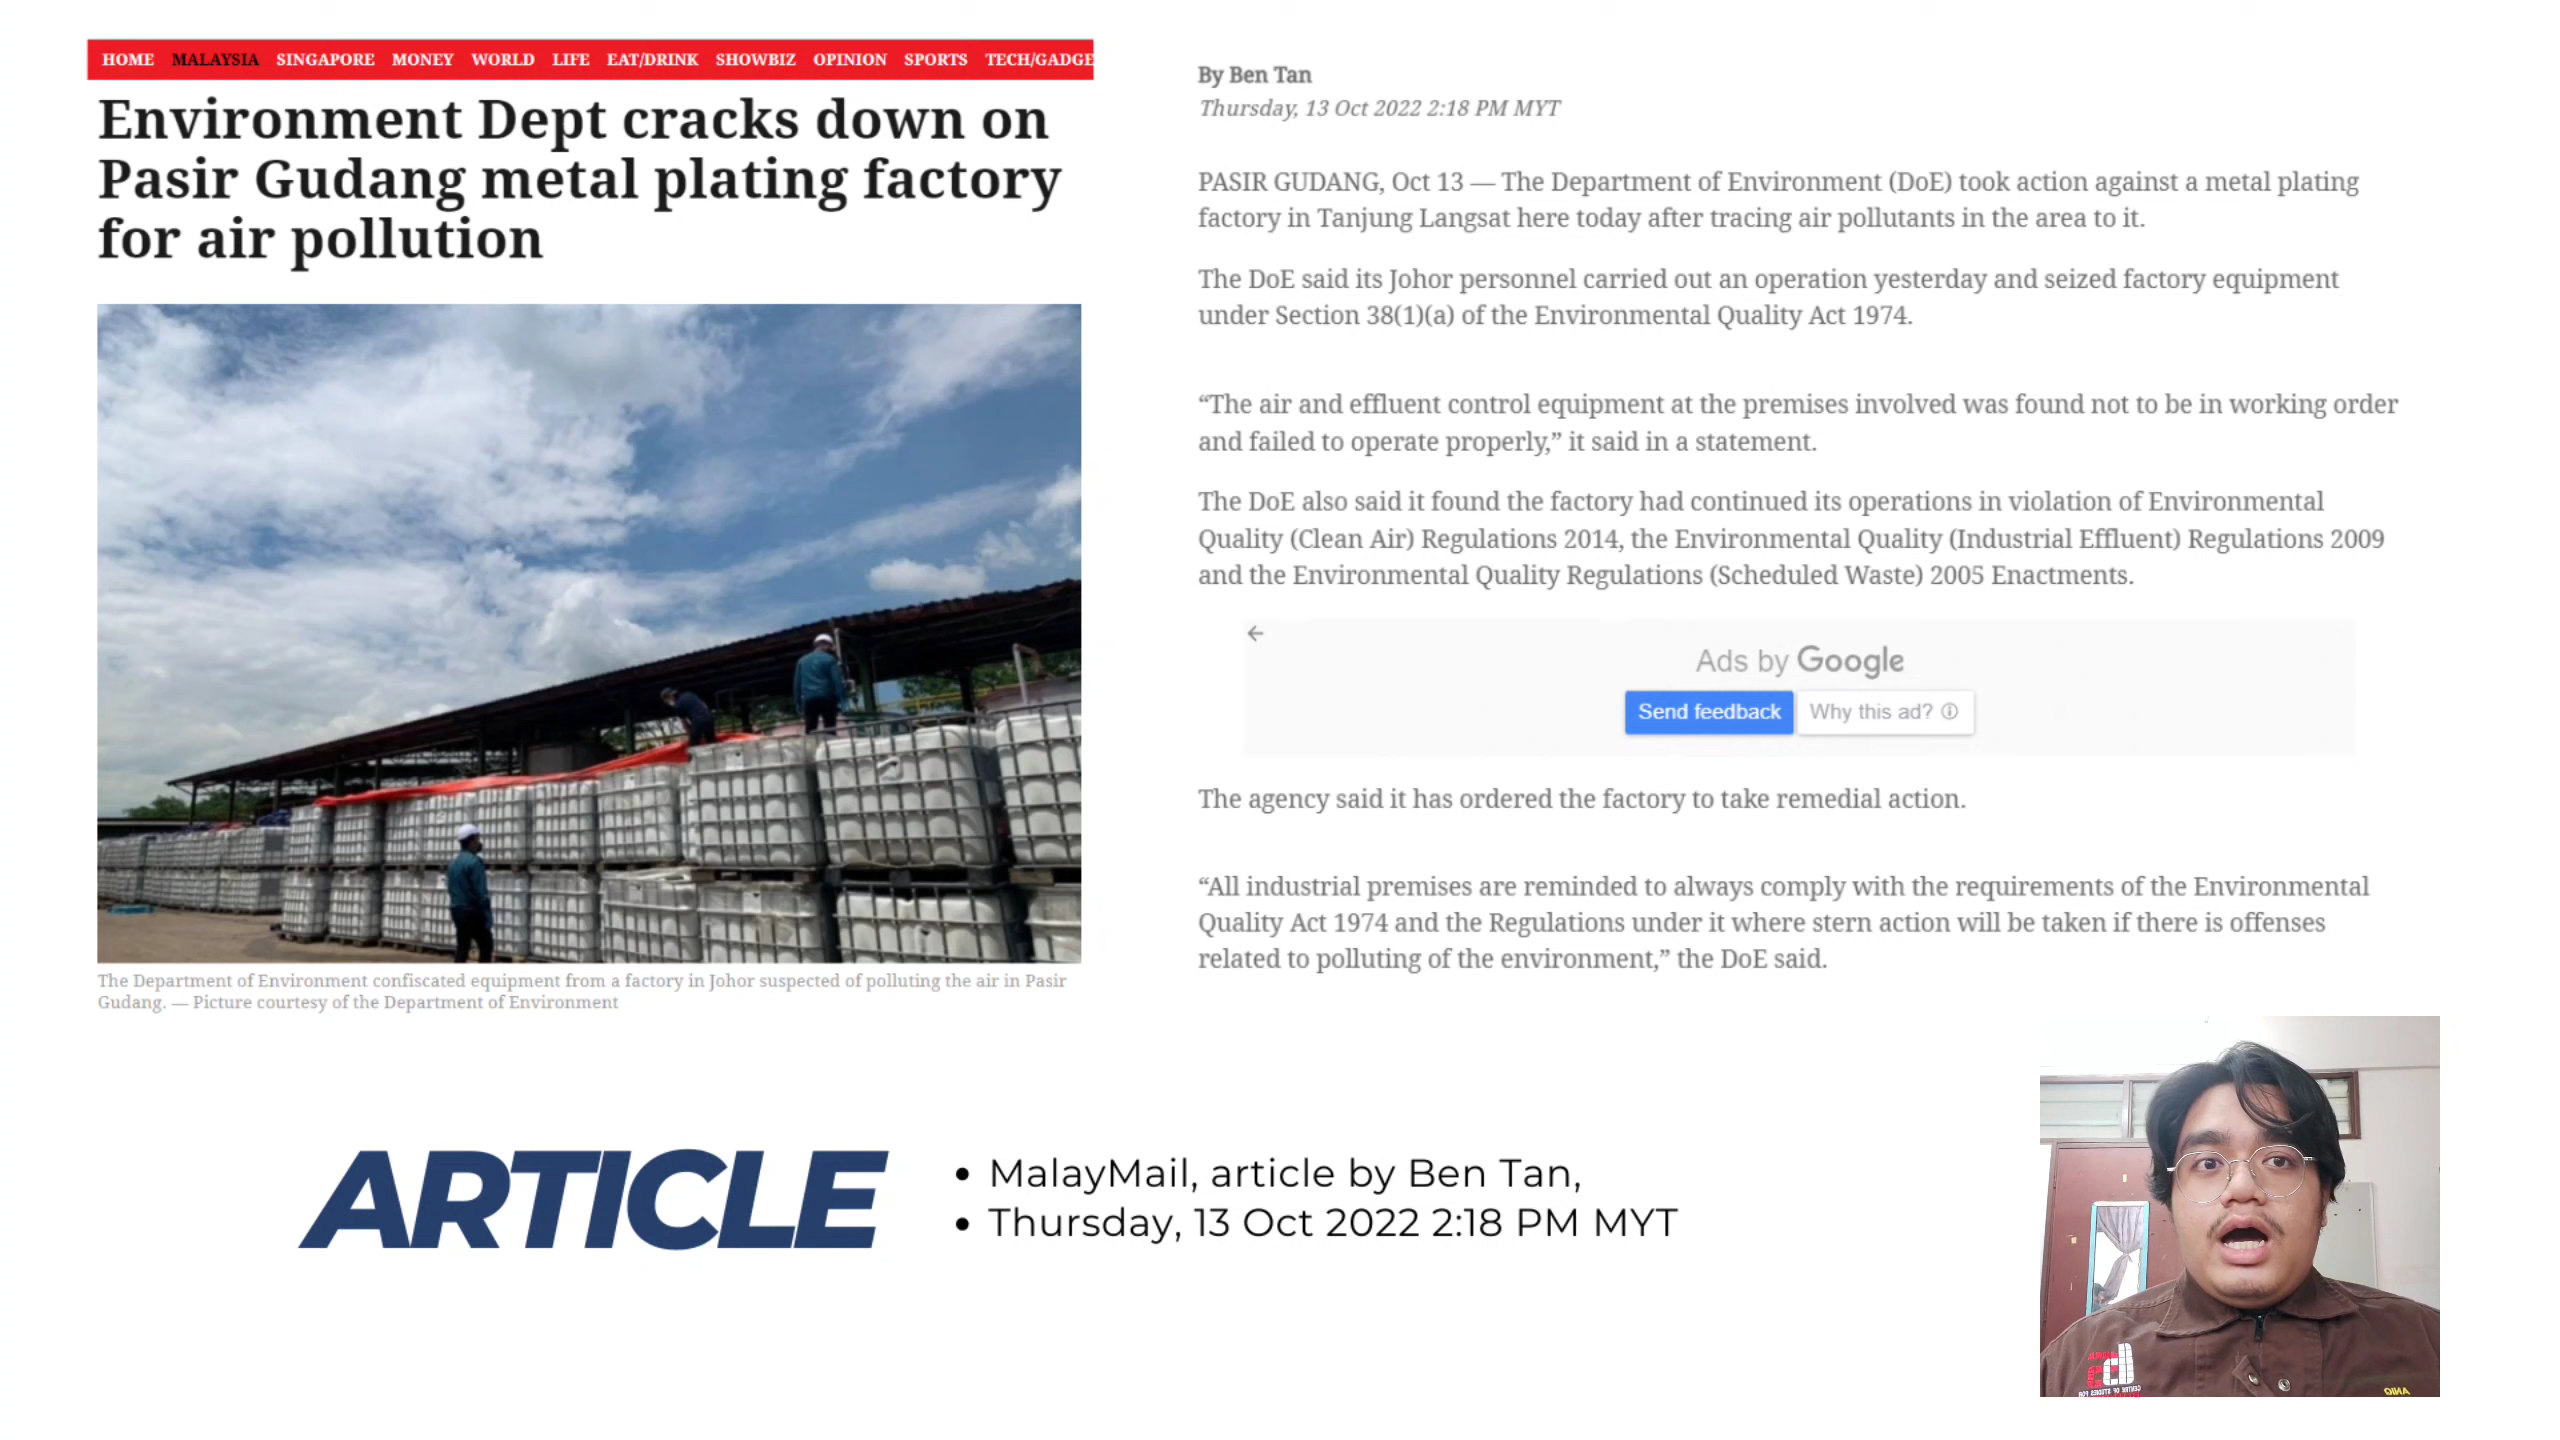 HOME MALAYSIA SINGAPORE MONEY WORLD LIFE EAT/DRINK SHOWBIZ OPINION SPORTS TECH/GADGE
Environment Dept cracks down on
Pasir Gudang metal plating factory
for air pollution
The Department of Environment confiscated equipment from a factory in Johor suspected of polluting the air in Pasir
Gudang. — Picture courtesy of the Department of Environment
By Ben Tan
Thursday, 13 Oct 2022 2:18 PM MYT
PASIR GUDANG, Oct 13 — The Department of Environment (DoE) took action against a metal plating
factory in Tanjung Langsat here today after tracing air pollutants in the area to it.
The DoE said its Johor personnel carried out an operation yesterday and seized factory equipment
under Section 38(1)(a) of the Environmental Quality Act 1974.
“The air and effluent control equipment at the premises involved was found not to be in working order
and failed to operate properly,” it said in a statement.
The DoE also said it found the factory had continued its operations in violation of Environmental
Quality (Clean Air) Regulations 2014, the Environmental Quality (Industrial Effluent) Regulations 2009
and the Environmental Quality Regulations (Scheduled Waste) 2005 Enactments.
Ads by Google
Send feedback Why this ad?
The agency said it has ordered the factory to take remedial action.
“All industrial premises are reminded to always comply with the requirements of the Environmental
Quality Act 1974 and the Regulations under it where stern action will be taken if there is offenses
related to polluting of the environment,” the DoE said.
ARTICLE
• MalayMail, article by Ben Tan,
• Thursday, 13 Oct 2022 2:18 PM MYT
CENTRE OF STUDIES FOR